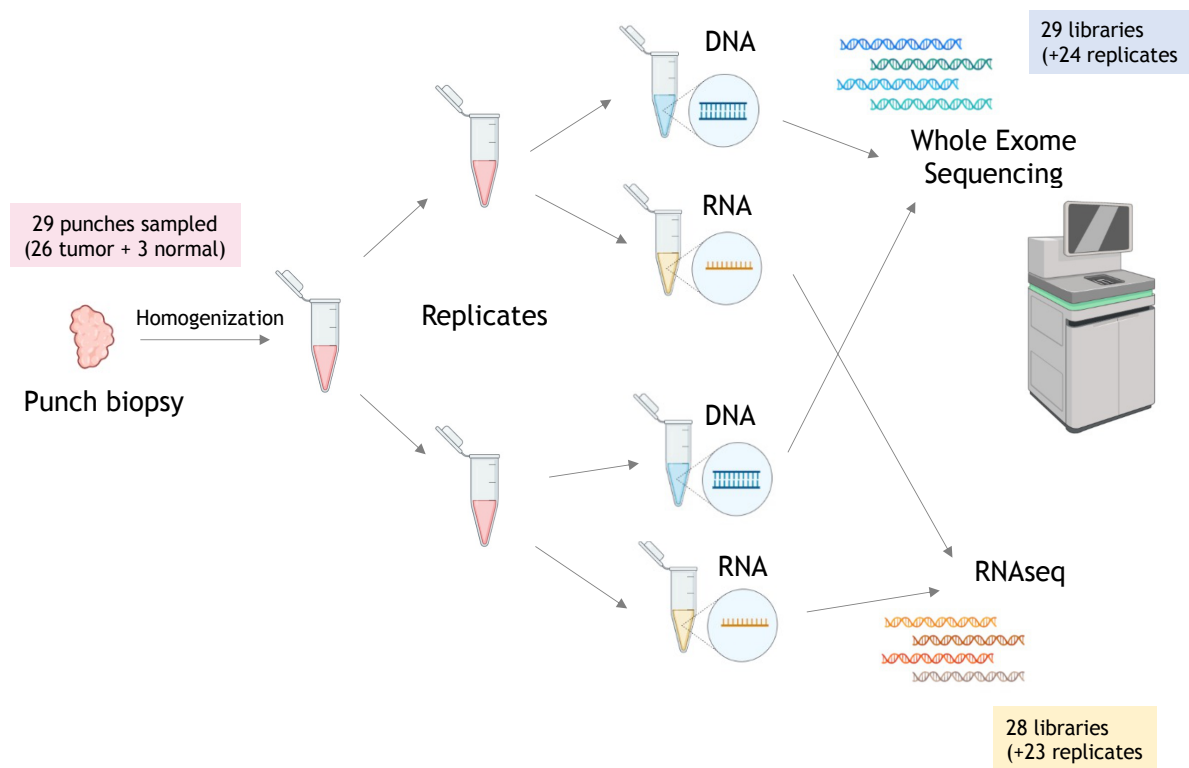 DNA
29 libraries
(+24 replicates
Whole Exome
Sequencing
RNA
29 punches sampled
(26 tumor + 3 normal)
Homogenization
Replicates
Punch biopsy
DNA
RNA
RNAseq
28 libraries
(+23 replicates